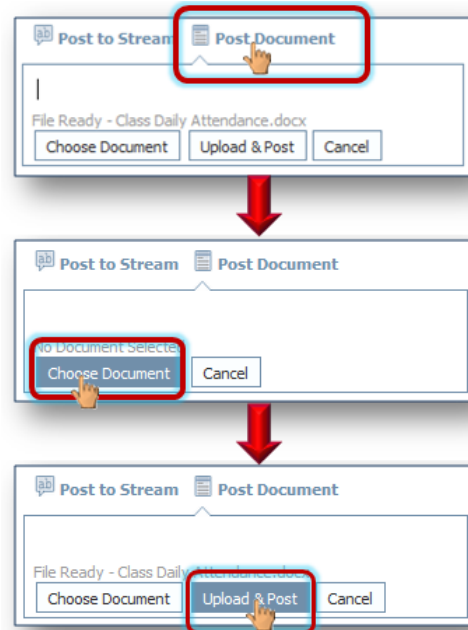 Post to Stream Post Document
File Ready - Class Daily Attendance.docx
Choose Document Upload & Post Cancel
Post to Stream Post Document
No Document Selected
Choose Document Cancel
Post to Stream Post Document
File Ready - Class Daily Attendance.docx
Choose Document Upload & Post Cancel